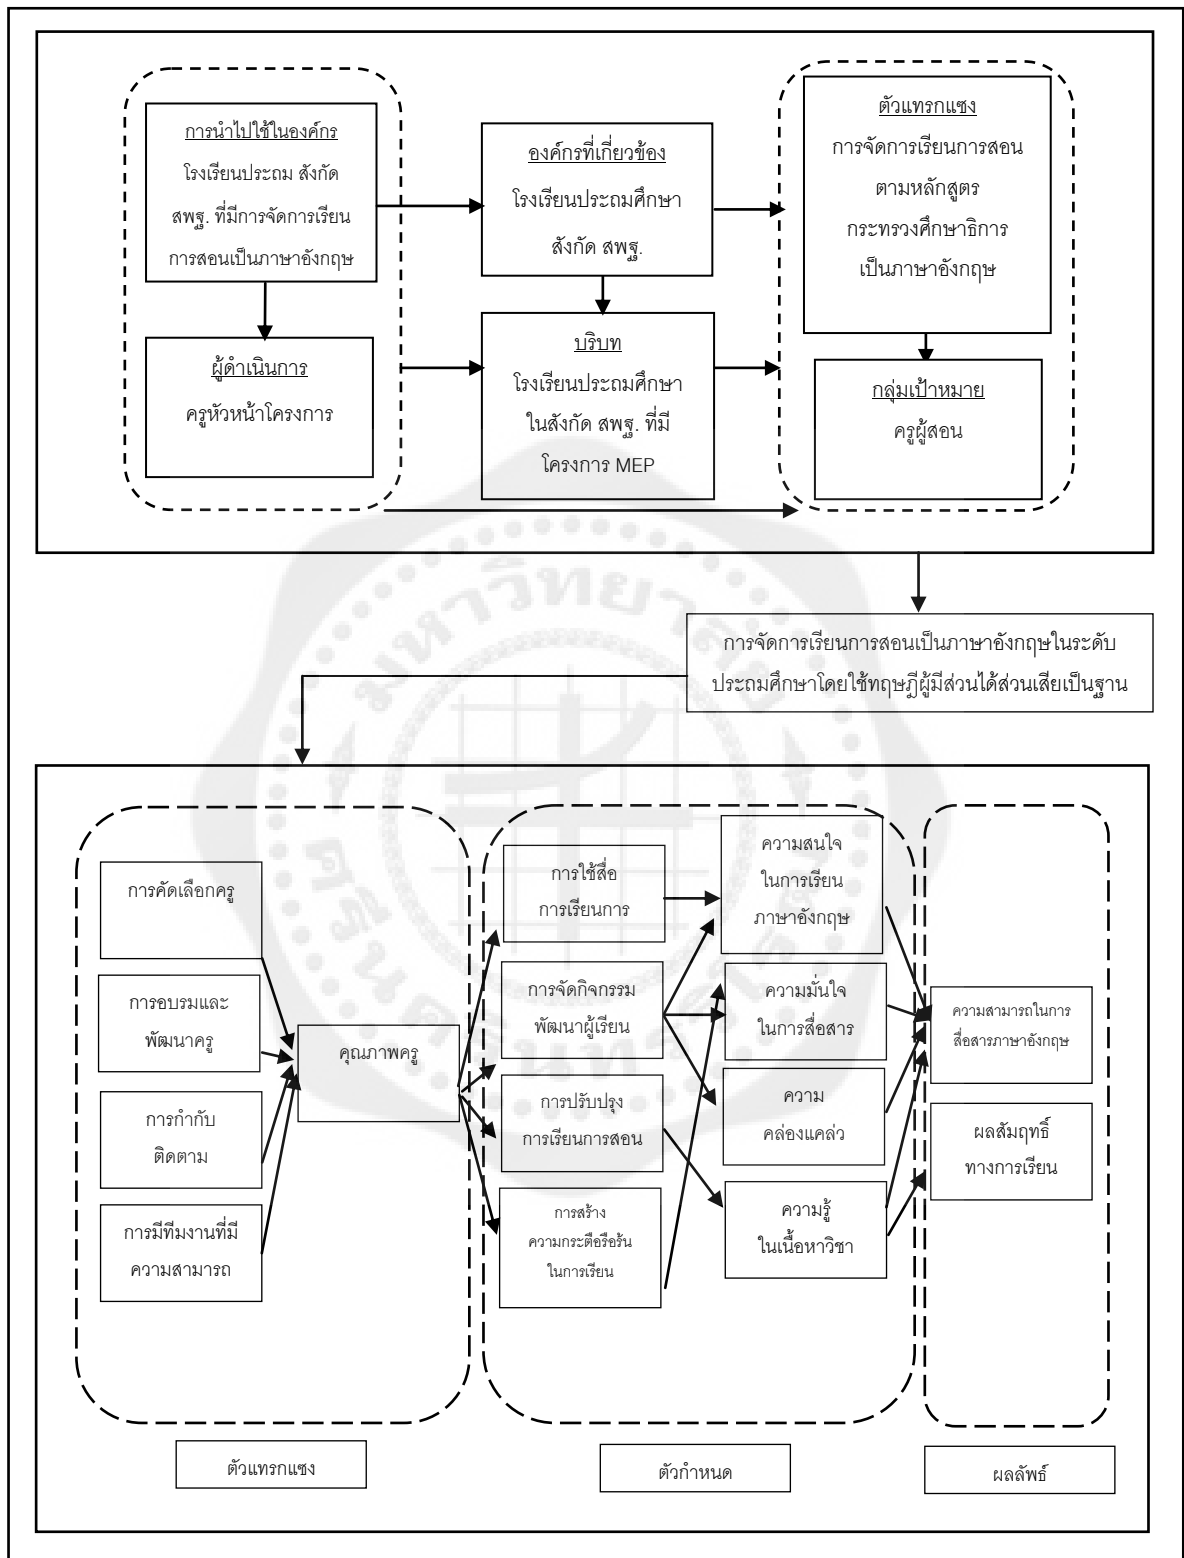 การนำไปใช้ในองค์กร
โรงเรียนประถม สังกัด
สพฐ. ที่มีการจัดการเรียน
การสอนเป็นภาษาอังกฤษ
ผู้ดำเนินการ
ครูหัวหน้าโครงการ
องค์กรที่เกี่ยวข้อง
โรงเรียนประถมศึกษา
สังกัด สพฐ.
บริบท
โรงเรียนประถมศึกษา
ในสังกัด สพฐ. ที่มี
โครงการ MEP
ตัวแทรกแซง
การจัดการเรียนการสอน
ตามหลักสูตร
กระทรวงศึกษาธิการ
เป็นภาษาอังกฤษ
กลุ่มเป้าหมาย
ครูผู้สอน
การจัดการเรียนการสอนเป็นภาษาอังกฤษในระดับ
ประถมศึกษาโดยใช้ทฤษฎีผู้มีส่วนได้ส่วนเสียเป็นฐาน
การคัดเลือกครู
การอบรมและ
พัฒนาครู
การกำกับ
ติดตาม
การมีทีมงานที่มี
ความสามารถ
คุณภาพครู
การใช้สื่อ
การเรียนการ
การจัดกิจกรรม
พัฒนาผู้เรียน
การปรับปรุง
การเรียนการสอน
การสร้าง
ความกระตือรือร้น
ในการเรียน
ความสนใจ
ในการเรียน
ภาษาอังกฤษ
ความมั่นใจ
ในการสื่อสาร
ความ
คล่องแคล่ว
ความรู้
ในเนื้อหาวิชา
ความสามารถในการ
สื่อสารภาษาอังกฤษ
ผลสัมฤทธิ์
ทางการเรียน
ตัวแทรกแซง
ตัวกำหนด
ผลลัพธ์
มหาวิทยาลัย
ศรีนครินทรวิโรฒ